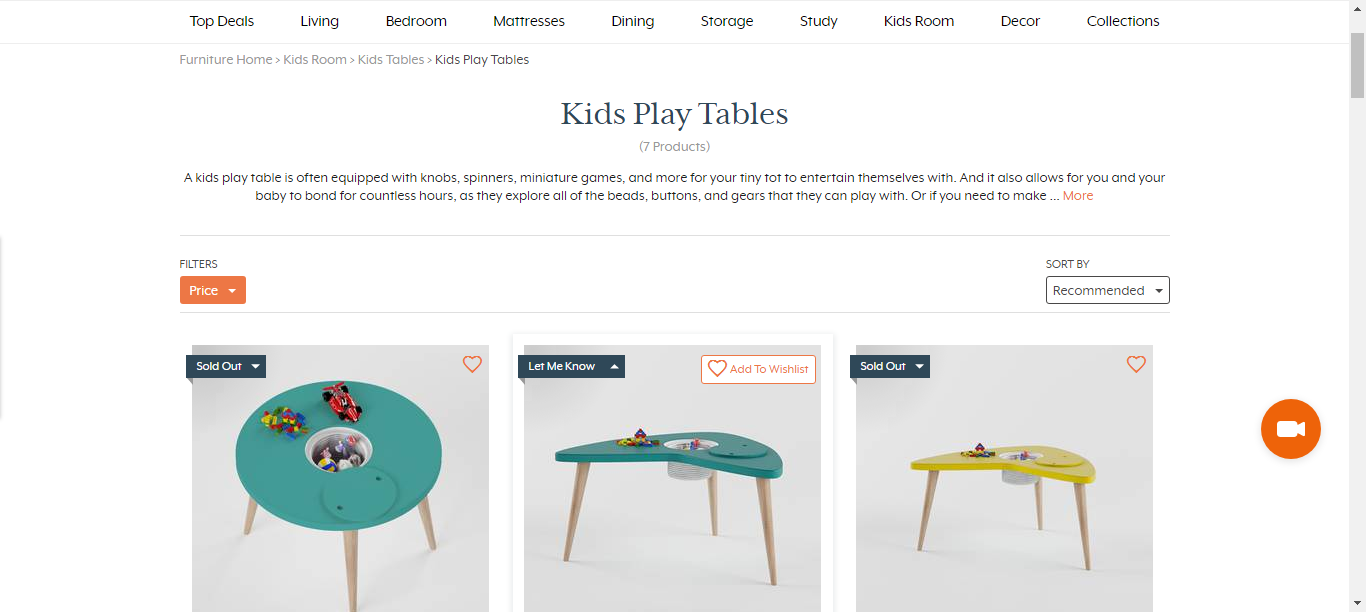 Top Deals Living Bedroom Mattresses Dining Storage Study Kids Room Decor Collections
Furniture Home > Kids Room > Kids Tables > Kids Play Tables
Kids Play Tables
(7 Products)
A kids play table is often equipped with knobs, spinners, miniature games, and more for your tiny tot to entertain themselves with. And it also allows for you and your
baby to bond for countless hours, as they explore all of the beads, buttons, and gears that they can play with. Or if you need to make ... More
FILTERS SORT BY
Price Recommended
Sold Out Let Me Know Add To Wishlist Sold Out